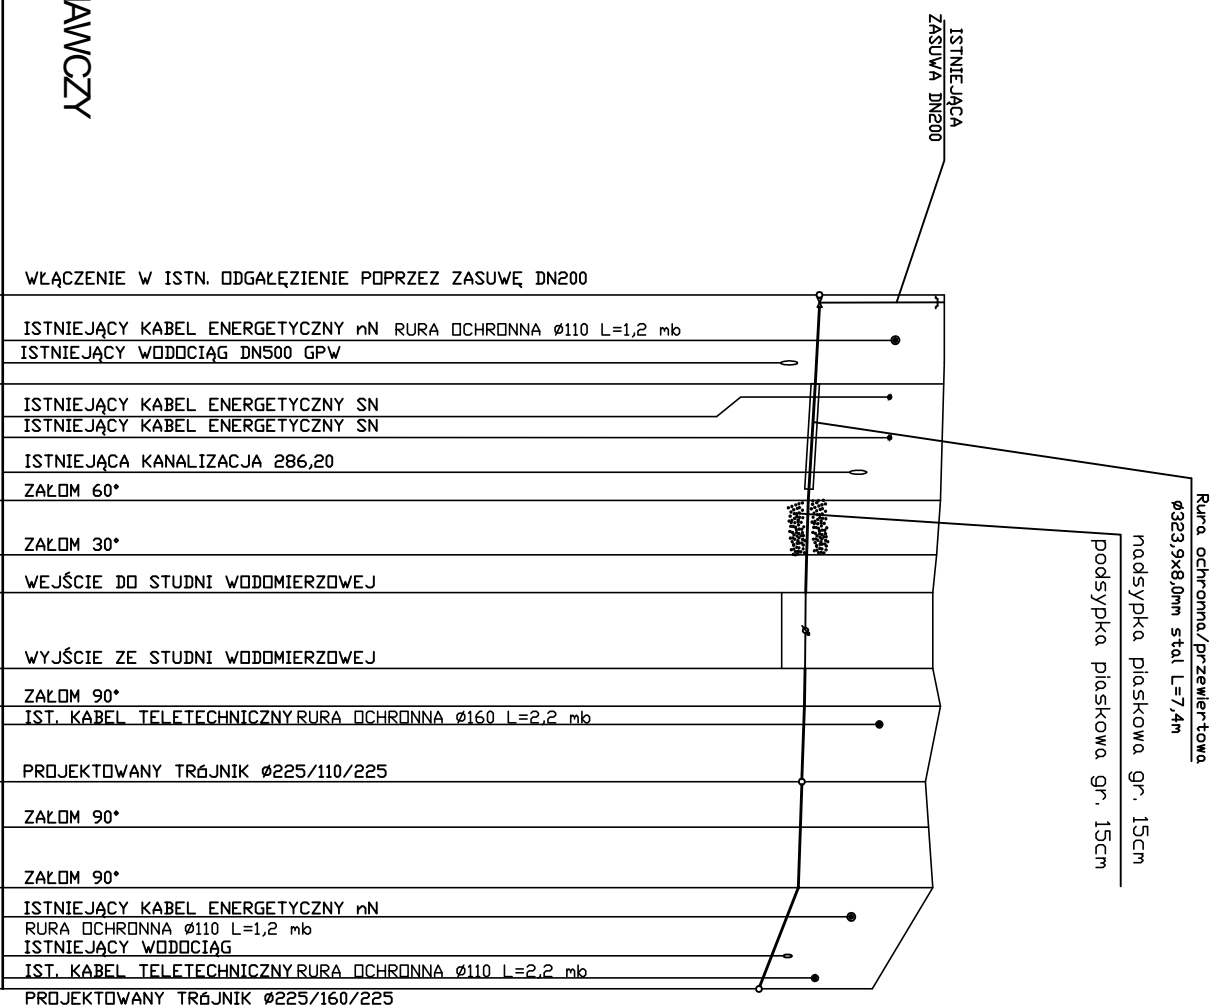 AWCZY
ISTNIEJĄCA
ZASUWA DN200
WŁĄCZENIE W ISTN. ODGAŁĘZIENIE POPRZEZ ZASUWĘ DN200
ISTNIEJĄCY KABEL ENERGETYCZNY nN RURA OCHRONNA Ø110 L=1,2 mb
ISTNIEJĄCY WODOCIĄG DN500 GPW
ISTNIEJĄCY KABEL ENERGETYCZNY SN
ISTNIEJĄCY KABEL ENERGETYCZNY SN
ISTNIEJĄCA KANALIZACJA 286,20
ZAŁOM 60°
ZAŁOM 30°
WEJŚCIE DO STUDNI WODOMIERZOWEJ
WYJŚCIE ZE STUDNI WODOMIERZOWEJ
ZAŁOM 90°
IST. KABEL TELETECHNICZNY RURA OCHRONNA Ø160 L=2,2 mb
PROJEKTOWANY TRóJNIK Ø225/110/225
ZAŁOM 90°
ZAŁOM 90°
ISTNIEJĄCY KABEL ENERGETYCZNY nN
RURA OCHRONNA Ø110 L=1,2 mb
ISTNIEJĄCY WODOCIĄG
IST. KABEL TELETECHNICZNY RURA OCHRONNA Ø110 L=2,2 mb
PROJEKTOWANY TRóJNIK Ø225/160/225
Rura ochronna/przewiertowa
Ø323,9x8,0mm stal L=7,4m
nadsypka piaskowa gr. 15cm
podsypka piaskowa gr. 15cm